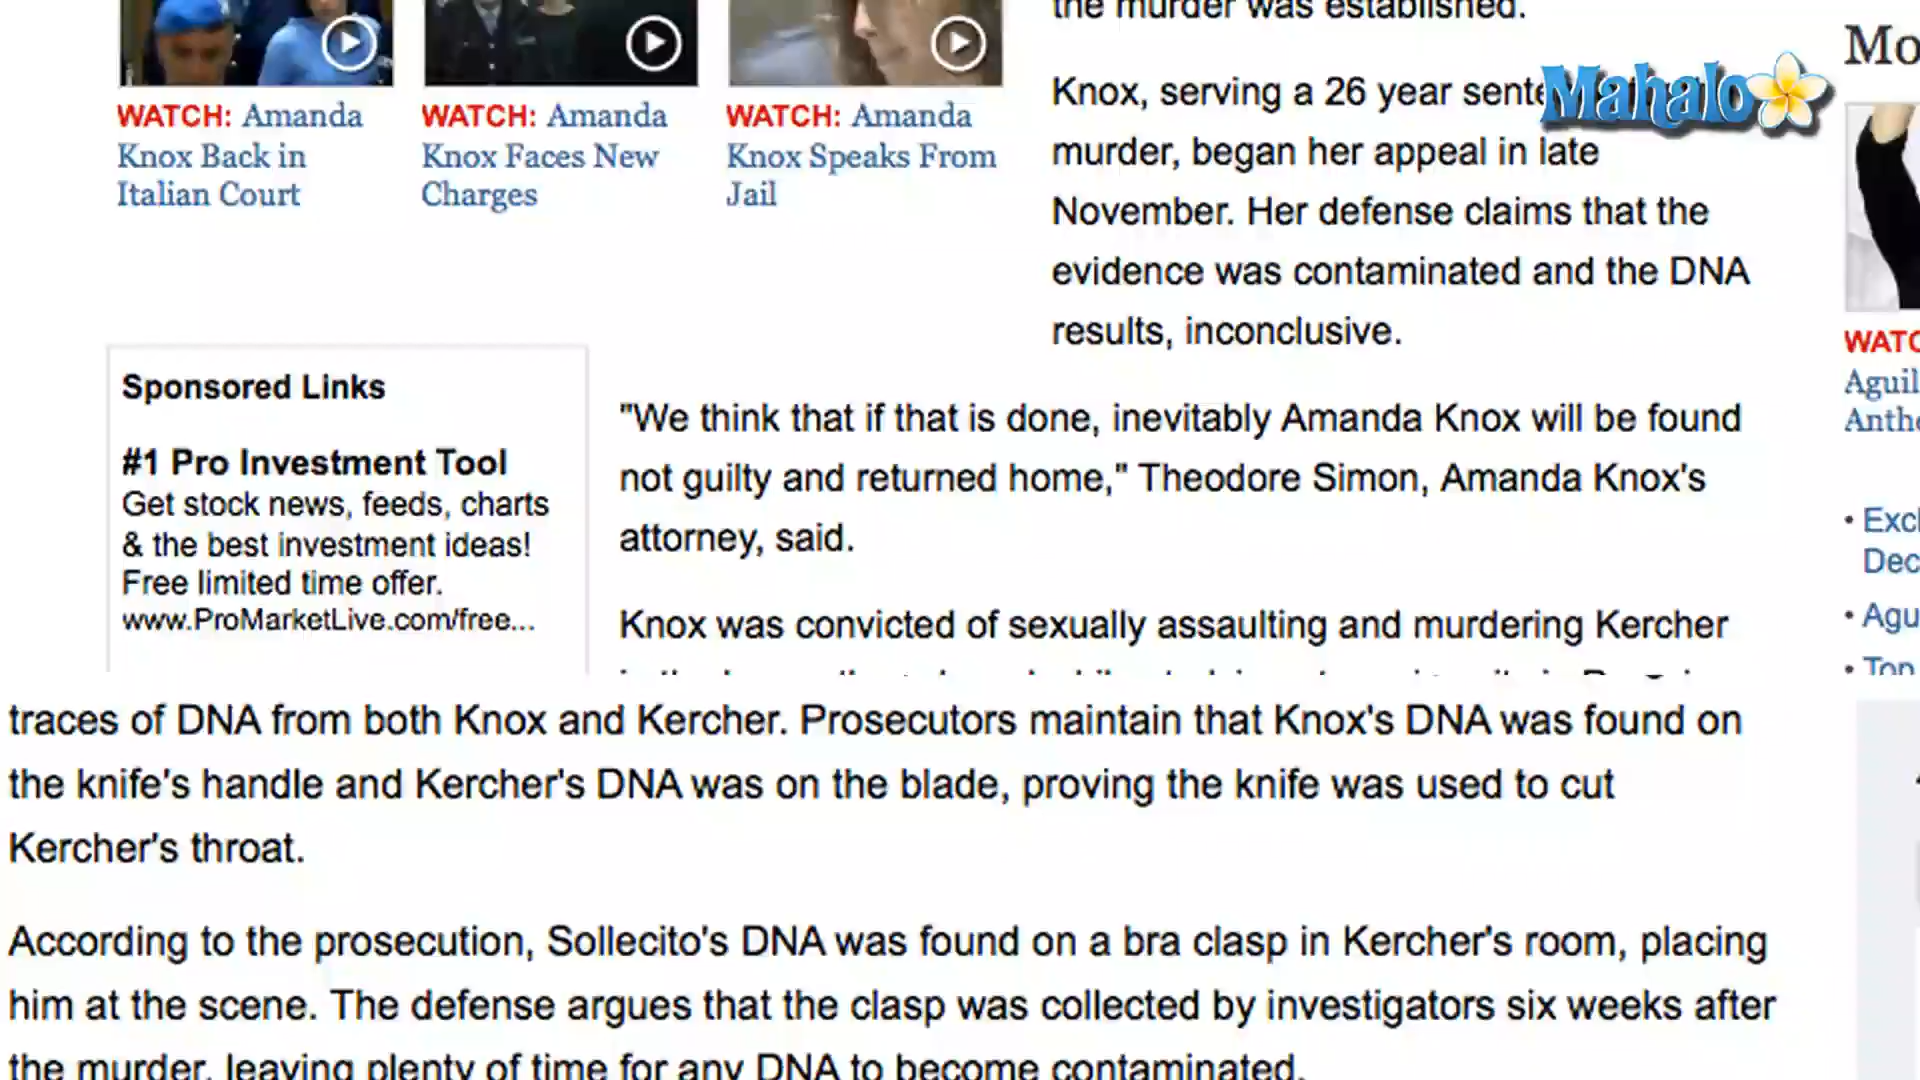 the murder was established.
Mo
Mahalo
WATCH: Amanda
Knox Back in
Italian Court
WATCH: Amanda
Knox Faces New
Charges
WATCH: Amanda
Knox Speaks From
Jail
Knox, serving a 26 year sente
murder, began her appeal in late
November. Her defense claims that the
evidence was contaminated and the DNA
results, inconclusive.
Sponsored Links
#1 Pro Investment Tool
Get stock news, feeds, charts
& the best investment ideas!
Free limited time offer.
www.ProMarketLive.com/free...
"We think that if that is done, inevitably Amanda Knox will be found
not guilty and returned home," Theodore Simon, Amanda Knox's
attorney, said.
Knox was convicted of sexually assaulting and murdering Kercher
WATC
Aguil
Antho
• Excl
Dec
• Agu
• Top
traces of DNA from both Knox and Kercher. Prosecutors maintain that Knox's DNA was found on
the knife's handle and Kercher's DNA was on the blade, proving the knife was used to cut
Kercher's throat.
According to the prosecution, Sollecito's DNA was found on a bra clasp in Kercher's room, placing
him at the scene. The defense argues that the clasp was collected by investigators six weeks after
the murder, leaving plenty of time for any DNA to become contaminated.